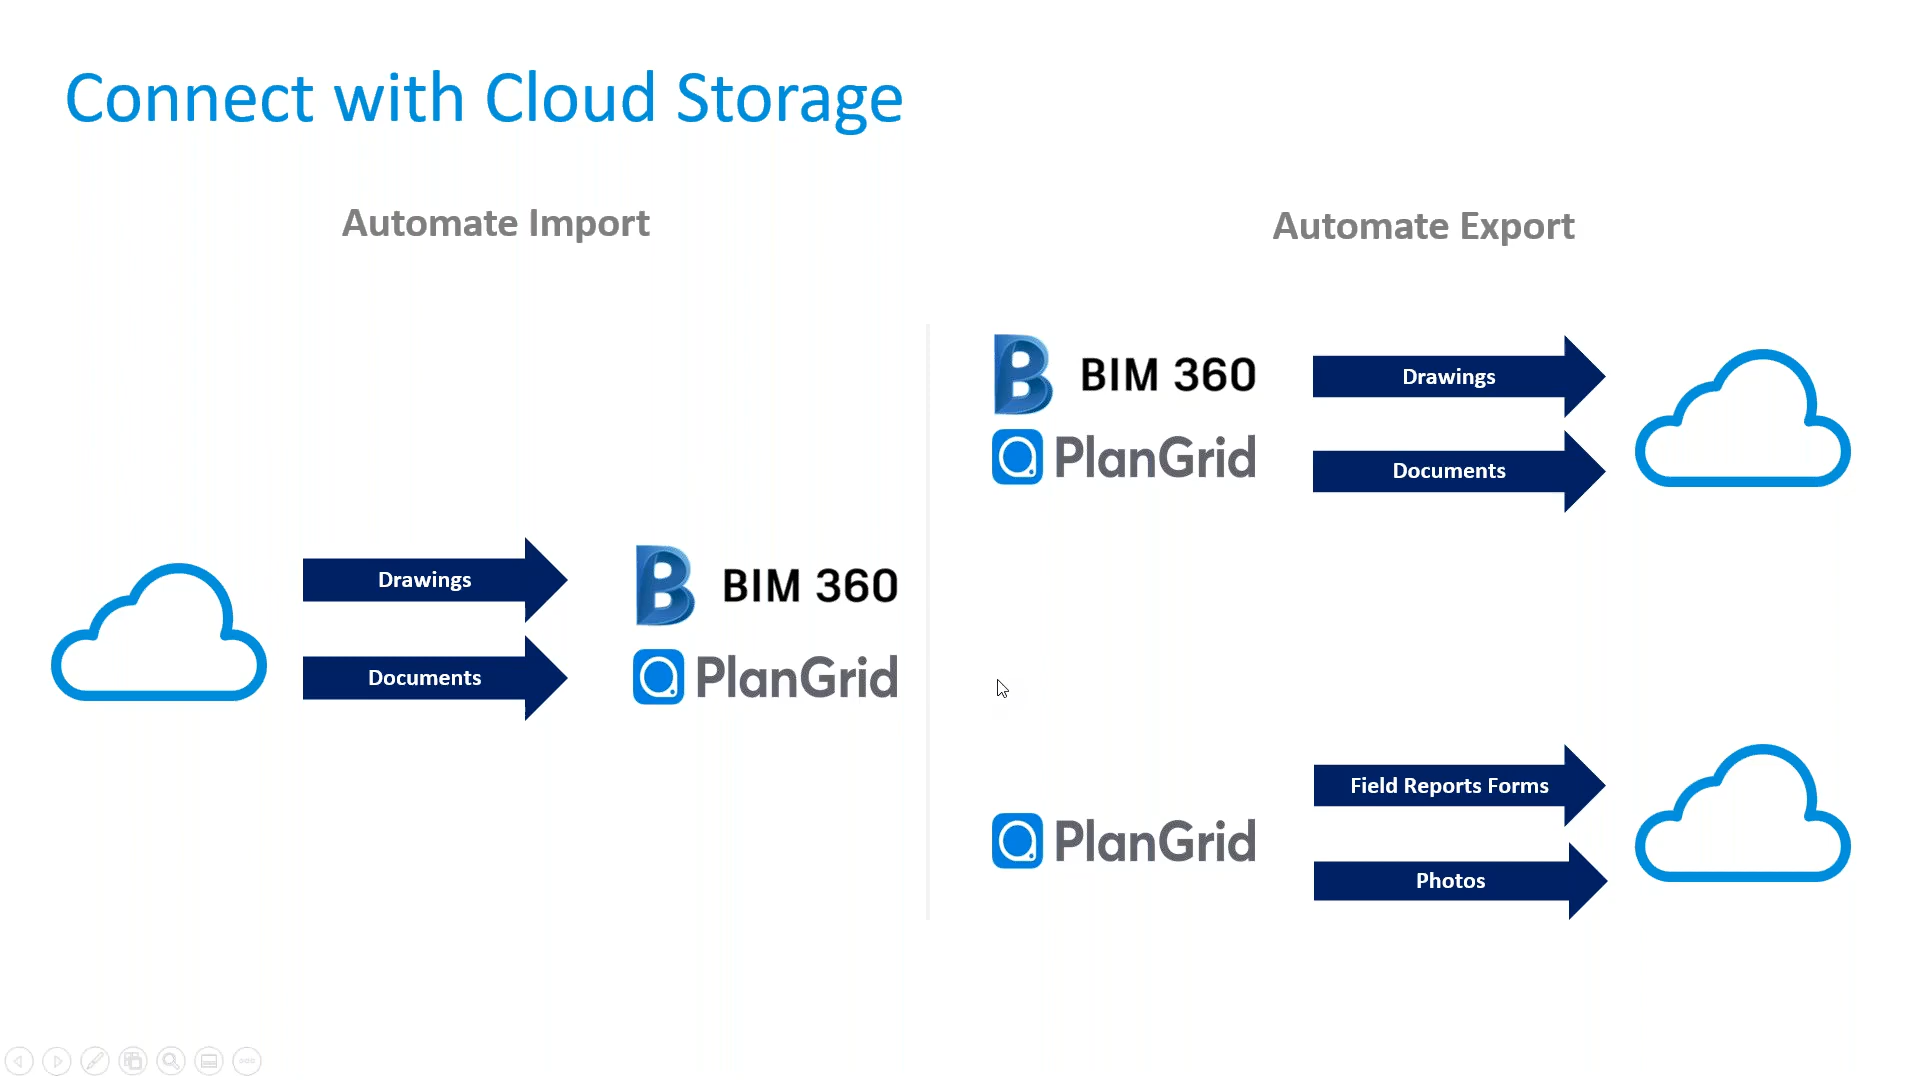 Connect with Cloud Storage
Automate Import
Drawings
Documents
BIM 360
PlanGrid
Automate Export
BIM 360
PlanGrid
Drawings
Documents
PlanGrid
Field Reports Forms
Photos